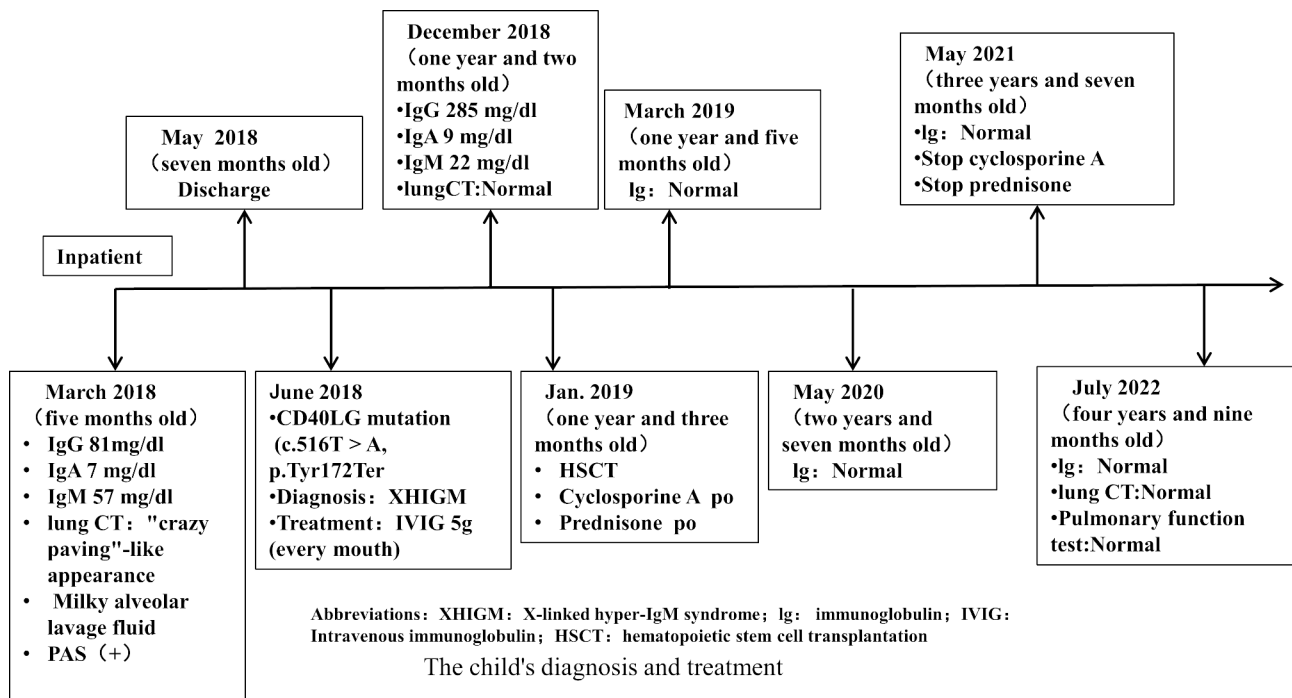 December 2018
（one year and two
months old）
•IgG 285 mg/dl
•IgA 9 mg/dl
•IgM 22 mg/dl
•lungCT:Normal
May 2021
（three years and seven
months old）
•lg：Normal
•Stop cyclosporine A
•Stop prednisone
March 2019
（one year and five
months old）
lg：Normal
May 2018
（seven months old）
Discharge
Inpatient
March 2018
（five months old）
• IgG 81mg/dl
• IgA 7 mg/dl
• IgM 57 mg/dl
• lung CT："crazy
paving"-like
appearance
• Milky alveolar
lavage fluid
• PAS（+）
June 2018
•CD40LG mutation
(c.516T > A,
p.Tyr172Ter
•Diagnosis：XHIGM
•Treatment：IVIG 5g
(every mouth)
Jan. 2019
（one year and three
months old）
• HSCT
• Cyclosporine A po
• Prednisone po
May 2020
（two years and
seven months old）
lg：Normal
July 2022
（four years and nine
months old）
•lg：Normal
•lung CT:Normal
•Pulmonary function
test:Normal
Abbreviations：XHIGM：X-linked hyper-IgM syndrome；lg： immunoglobulin；IVIG：
Intravenous immunoglobulin；HSCT：hematopoietic stem cell transplantation
The child's diagnosis and treatment